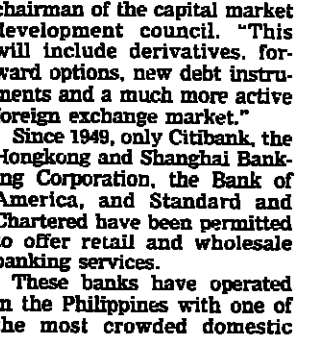 chairman of the capital market
development council. "This
will include derivatives, for-
ward options, new debt instru-
ments and a much more active
foreign exchange market."
Since 1949, only Citibank, the
Hongkong and Shanghai Bank-
ing Corporation, the Bank of
America, and Standard and
Chartered have been permitted
to offer retail and wholesale
banking services.
These banks have operated
in the Philippines with one of
the most crowded domestic